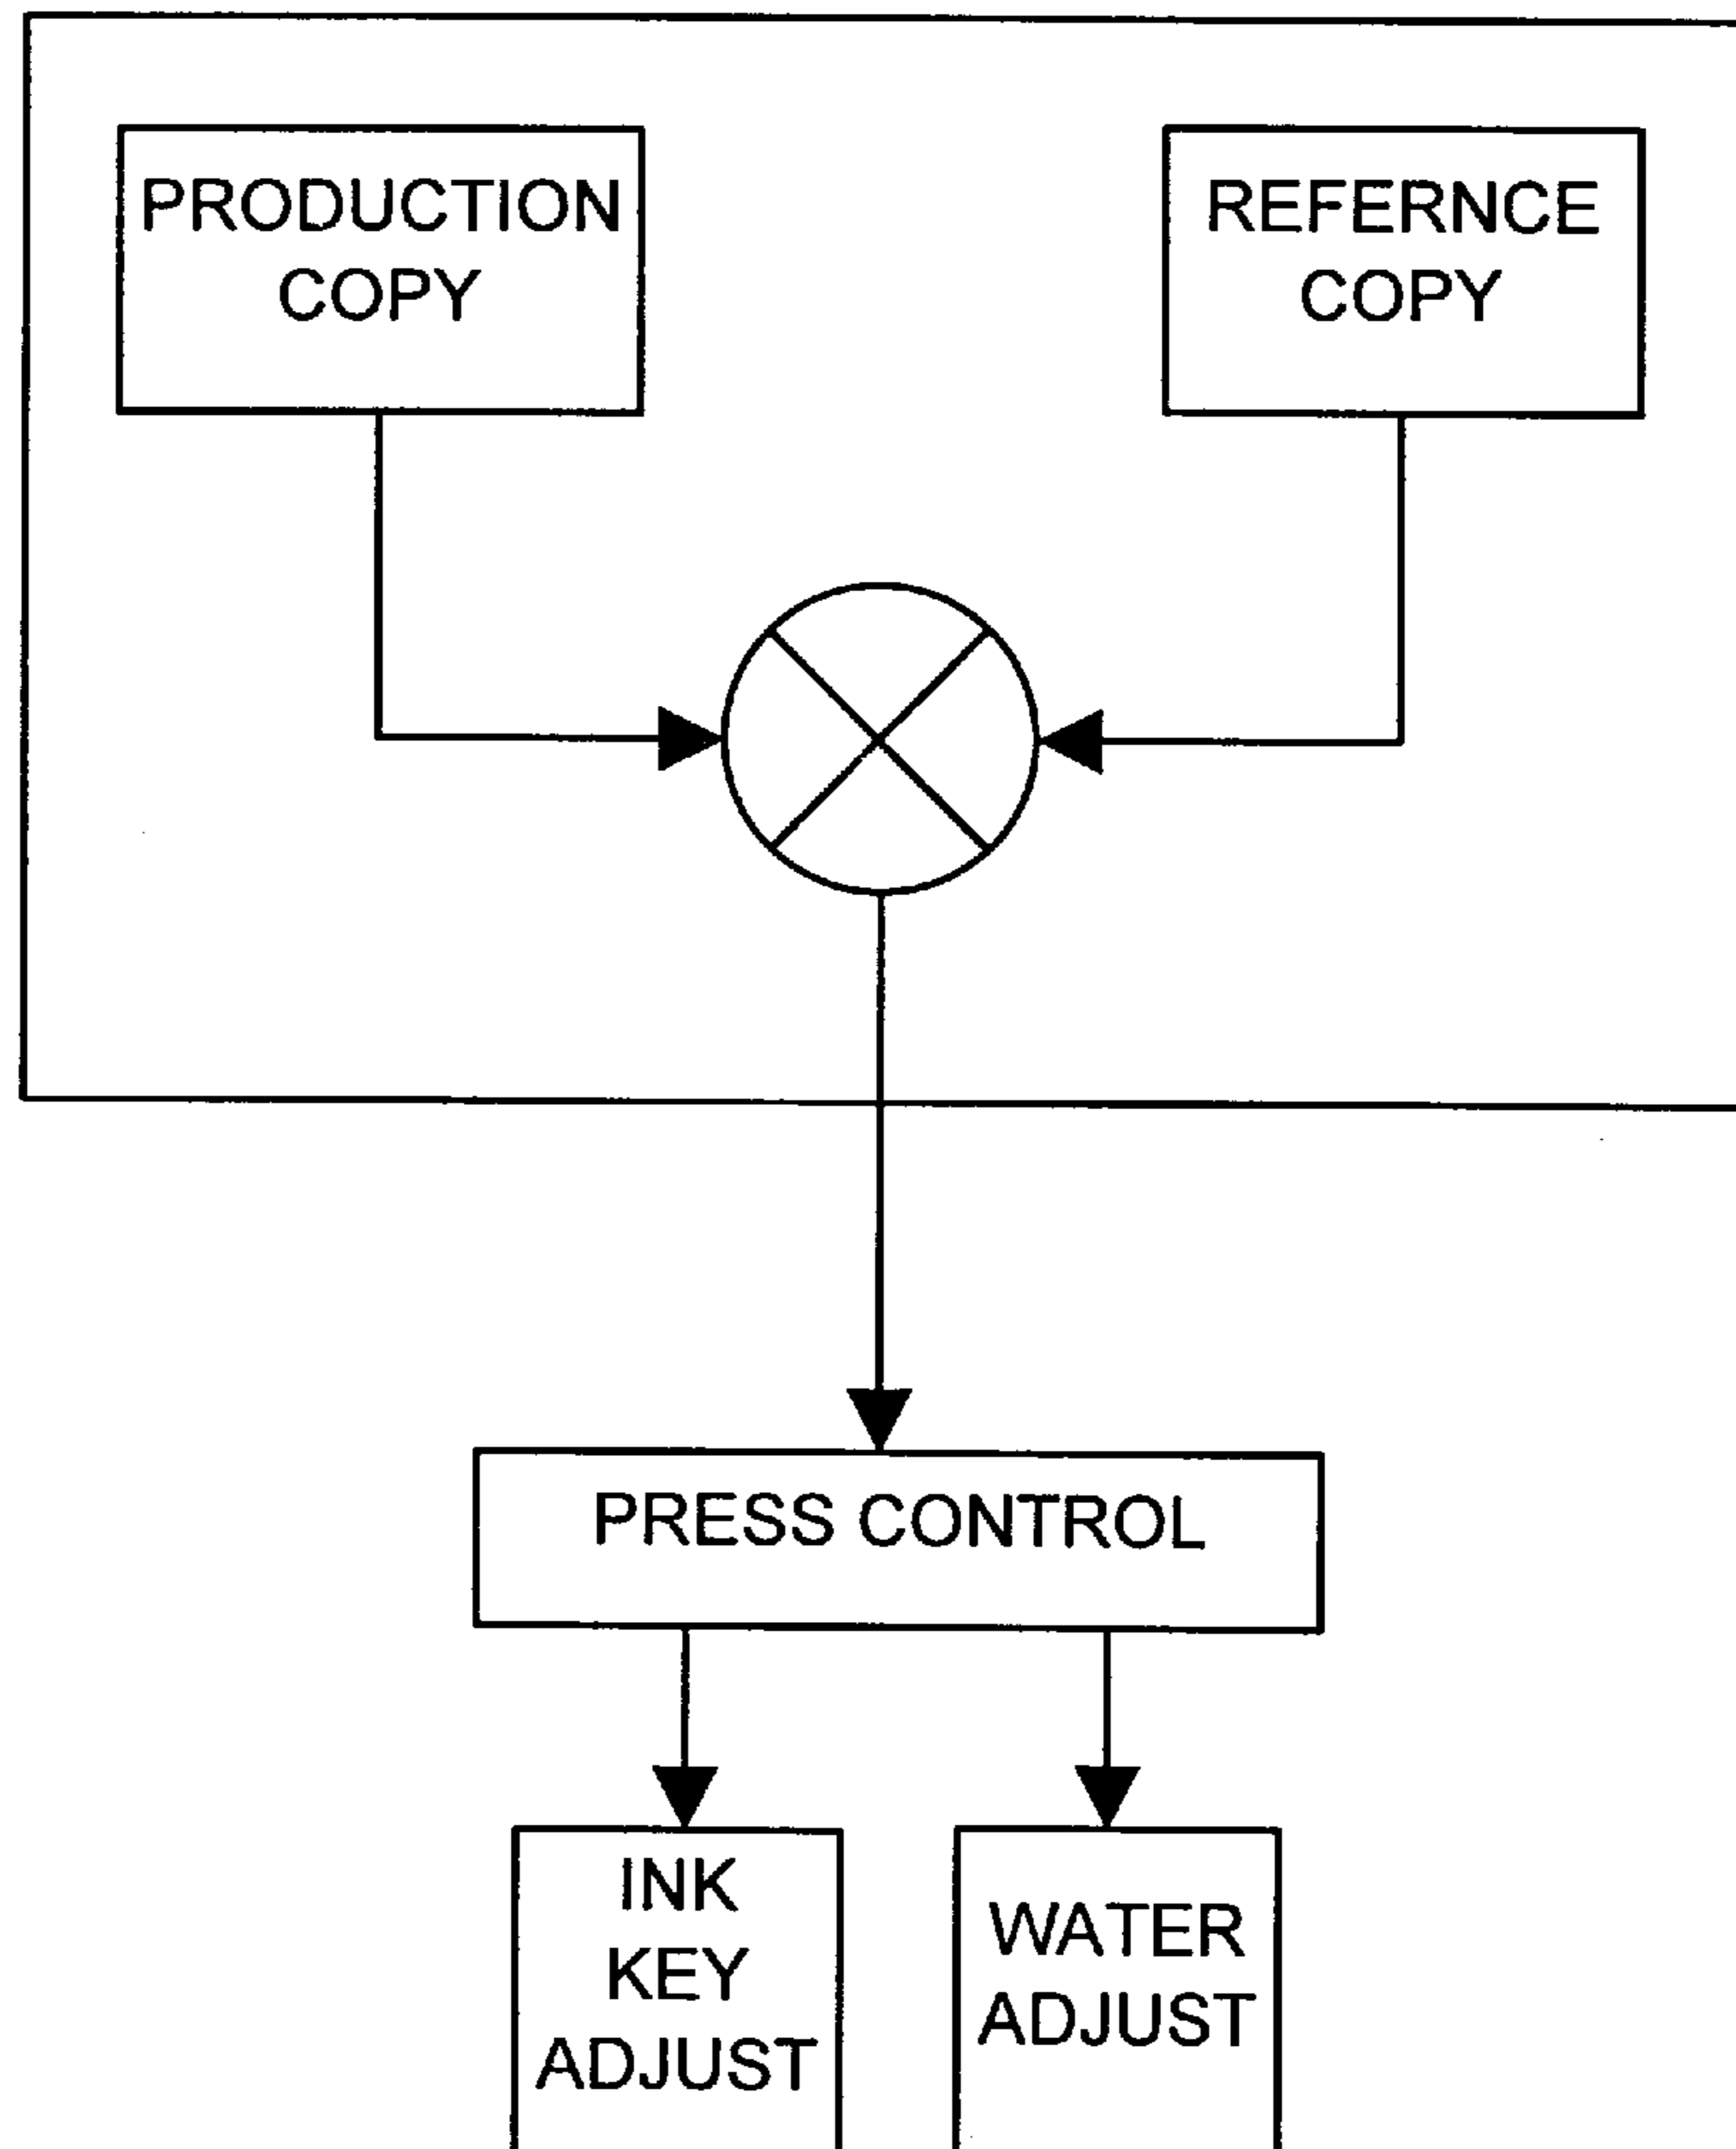 PRODUCTION
COPY
REFERNCE
COPY
PRESS CONTROL
INK
KEY
ADJUST
WATER
ADJUST